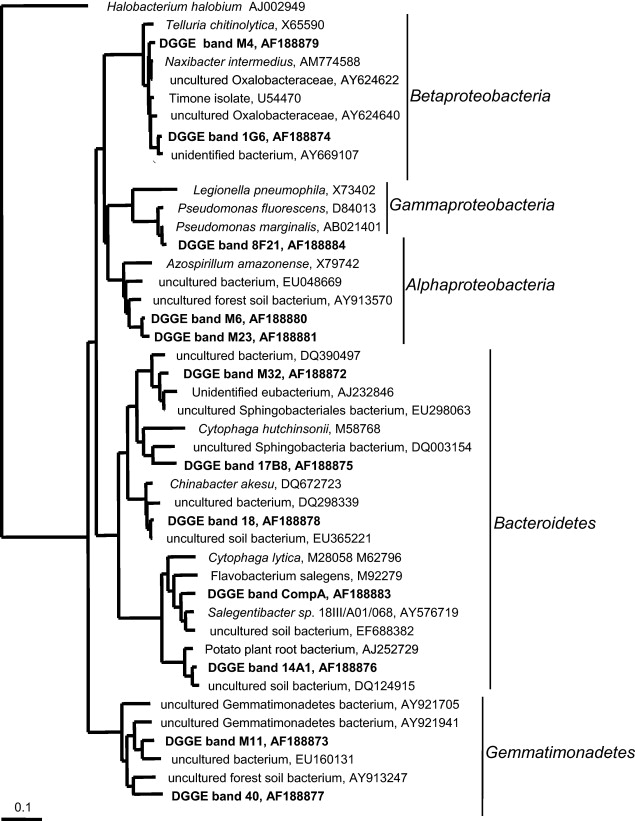 Halobacterium halobium AJ002949
Telluria chitinolytica, X65590
DGGE band M4, AF188879
Naxibacter intermedius, AM774588
uncultured Oxalobacteraceae, AY624622
Timone isolate, U54470
uncultured Oxalobacteraceae, AY624640
DGGE band 1G6, AF188874
unidentified bacterium, AY669107
Betaproteobacteria
Legionella pneumophila, X73402
Pseudomonas fluorescens, D84013
Pseudomonas marginalis, AB021401
DGGE band 8F21, AF188884
Gammaproteobacteria
Azospirillum amazonense, X79742
uncultured bacterium, EU048669
uncultured forest soil bacterium, AY913570
DGGE band M6, AF188880
DGGE band M23, AF188881
Alphaproteobacteria
uncultured bacterium, DQ390497
DGGE band M32, AF188872
Unidentified eubacterium, AJ232846
uncultured Sphingobacteriales bacterium, EU298063
Cytophaga hutchinsonii, M58768
uncultured Sphingobacteria bacterium, DQ003154
DGGE band 17B8, AF188875
Chinabacter akesu, DQ672723
uncultured bacterium, DQ298339
DGGE band 18, AF188878
uncultured soil bacterium, EU365221
Cytophaga lytica, M28058 M62796
Flavobacterium salegens, M92279
DGGE band CompA, AF188883
Salegentibacter sp. 18III/A01/068, AY576719
uncultured soil bacterium, EF688382
Potato plant root bacterium, AJ252729
DGGE band 14A1, AF188876
uncultured soil bacterium, DQ124915
Bacteroidetes
uncultured Gemmatimonadetes bacterium, AY921705
uncultured Gemmatimonadetes bacterium, AY921941
DGGE band M11, AF188873
uncultured bacterium, EU160131
uncultured forest soil bacterium, AY913247
DGGE band 40, AF188877
Gemmatimonadetes
0.1